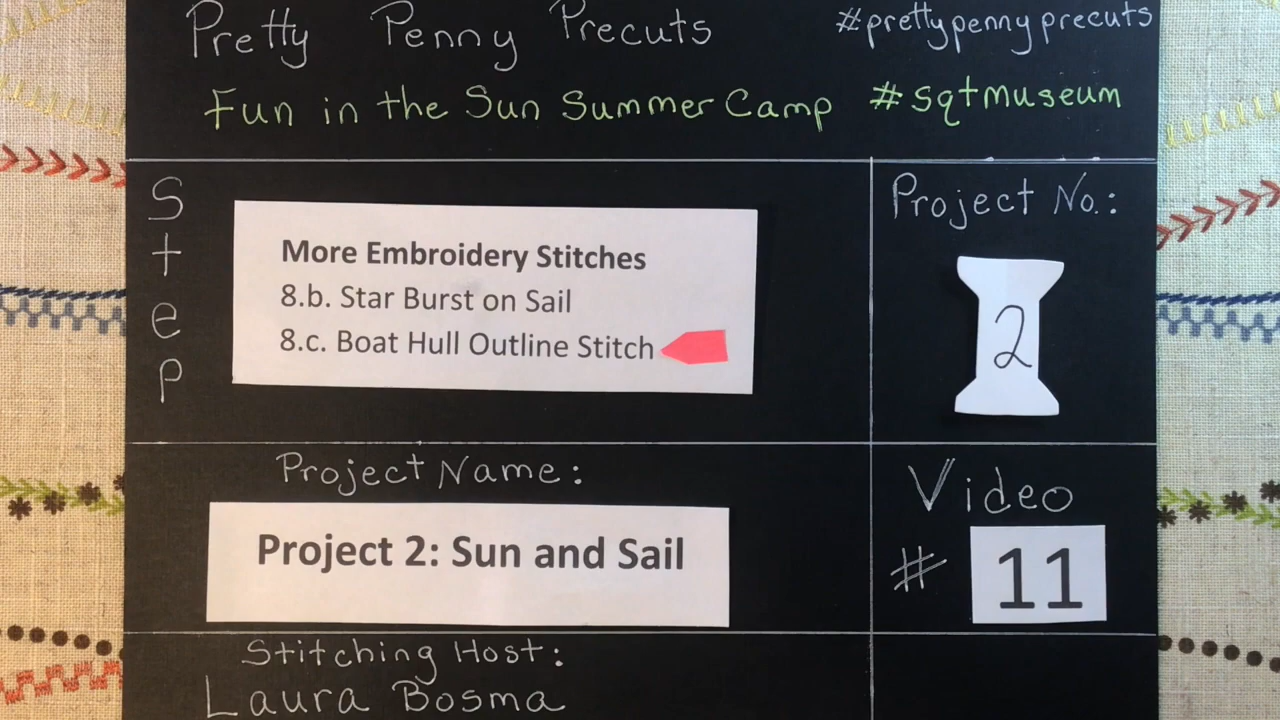 Pretty Penny Precuts #prettypennyprecuts
Fun in the Sun Summer Camp #sqtmuseum
Step
More Embroidery Stitches
8.b. Star Burst on Sail
8.c. Boat Hull Outline Stitch
Project No.:
2
Project Name:
Project 2: Sun and Sail
Video
# 11
Stitching Host:
Laura Bosma